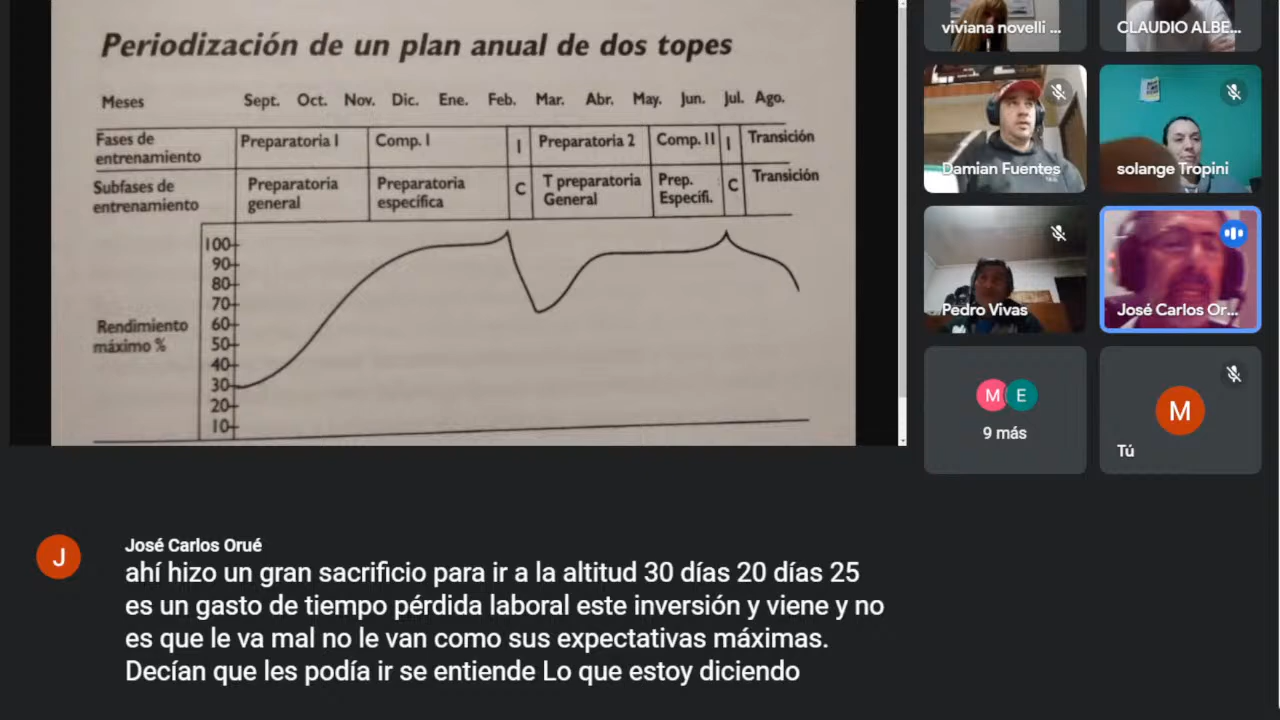 Periodización de un plan anual de dos topes
Meses Sept. Oct. Nov. Dic. Ene. Feb. Mar. Abr. May. Jun. Jul. Ago.
Fases de entrenamiento Preparatoria I Comp. I I Preparatoria 2 Comp. II I Transición
Subfases de entrenamiento Preparatoria general Preparatoria específica C T preparatoria General Prep. Específi. C Transición
100
90
80
70
60
50
40
30
20
10
Rendimiento
máximo %
viviana novelli ...
CLAUDIO ALBE...
Damian Fuentes
solange Tropini
Pedro Vivas
José Carlos Or...
M E
9 más
M
Tú
J
José Carlos Orué
ahí hizo un gran sacrificio para ir a la altitud 30 días 20 días 25
es un gasto de tiempo pérdida laboral este inversión y viene y no
es que le va mal no le van como sus expectativas máximas.
Decían que les podía ir se entiende Lo que estoy diciendo